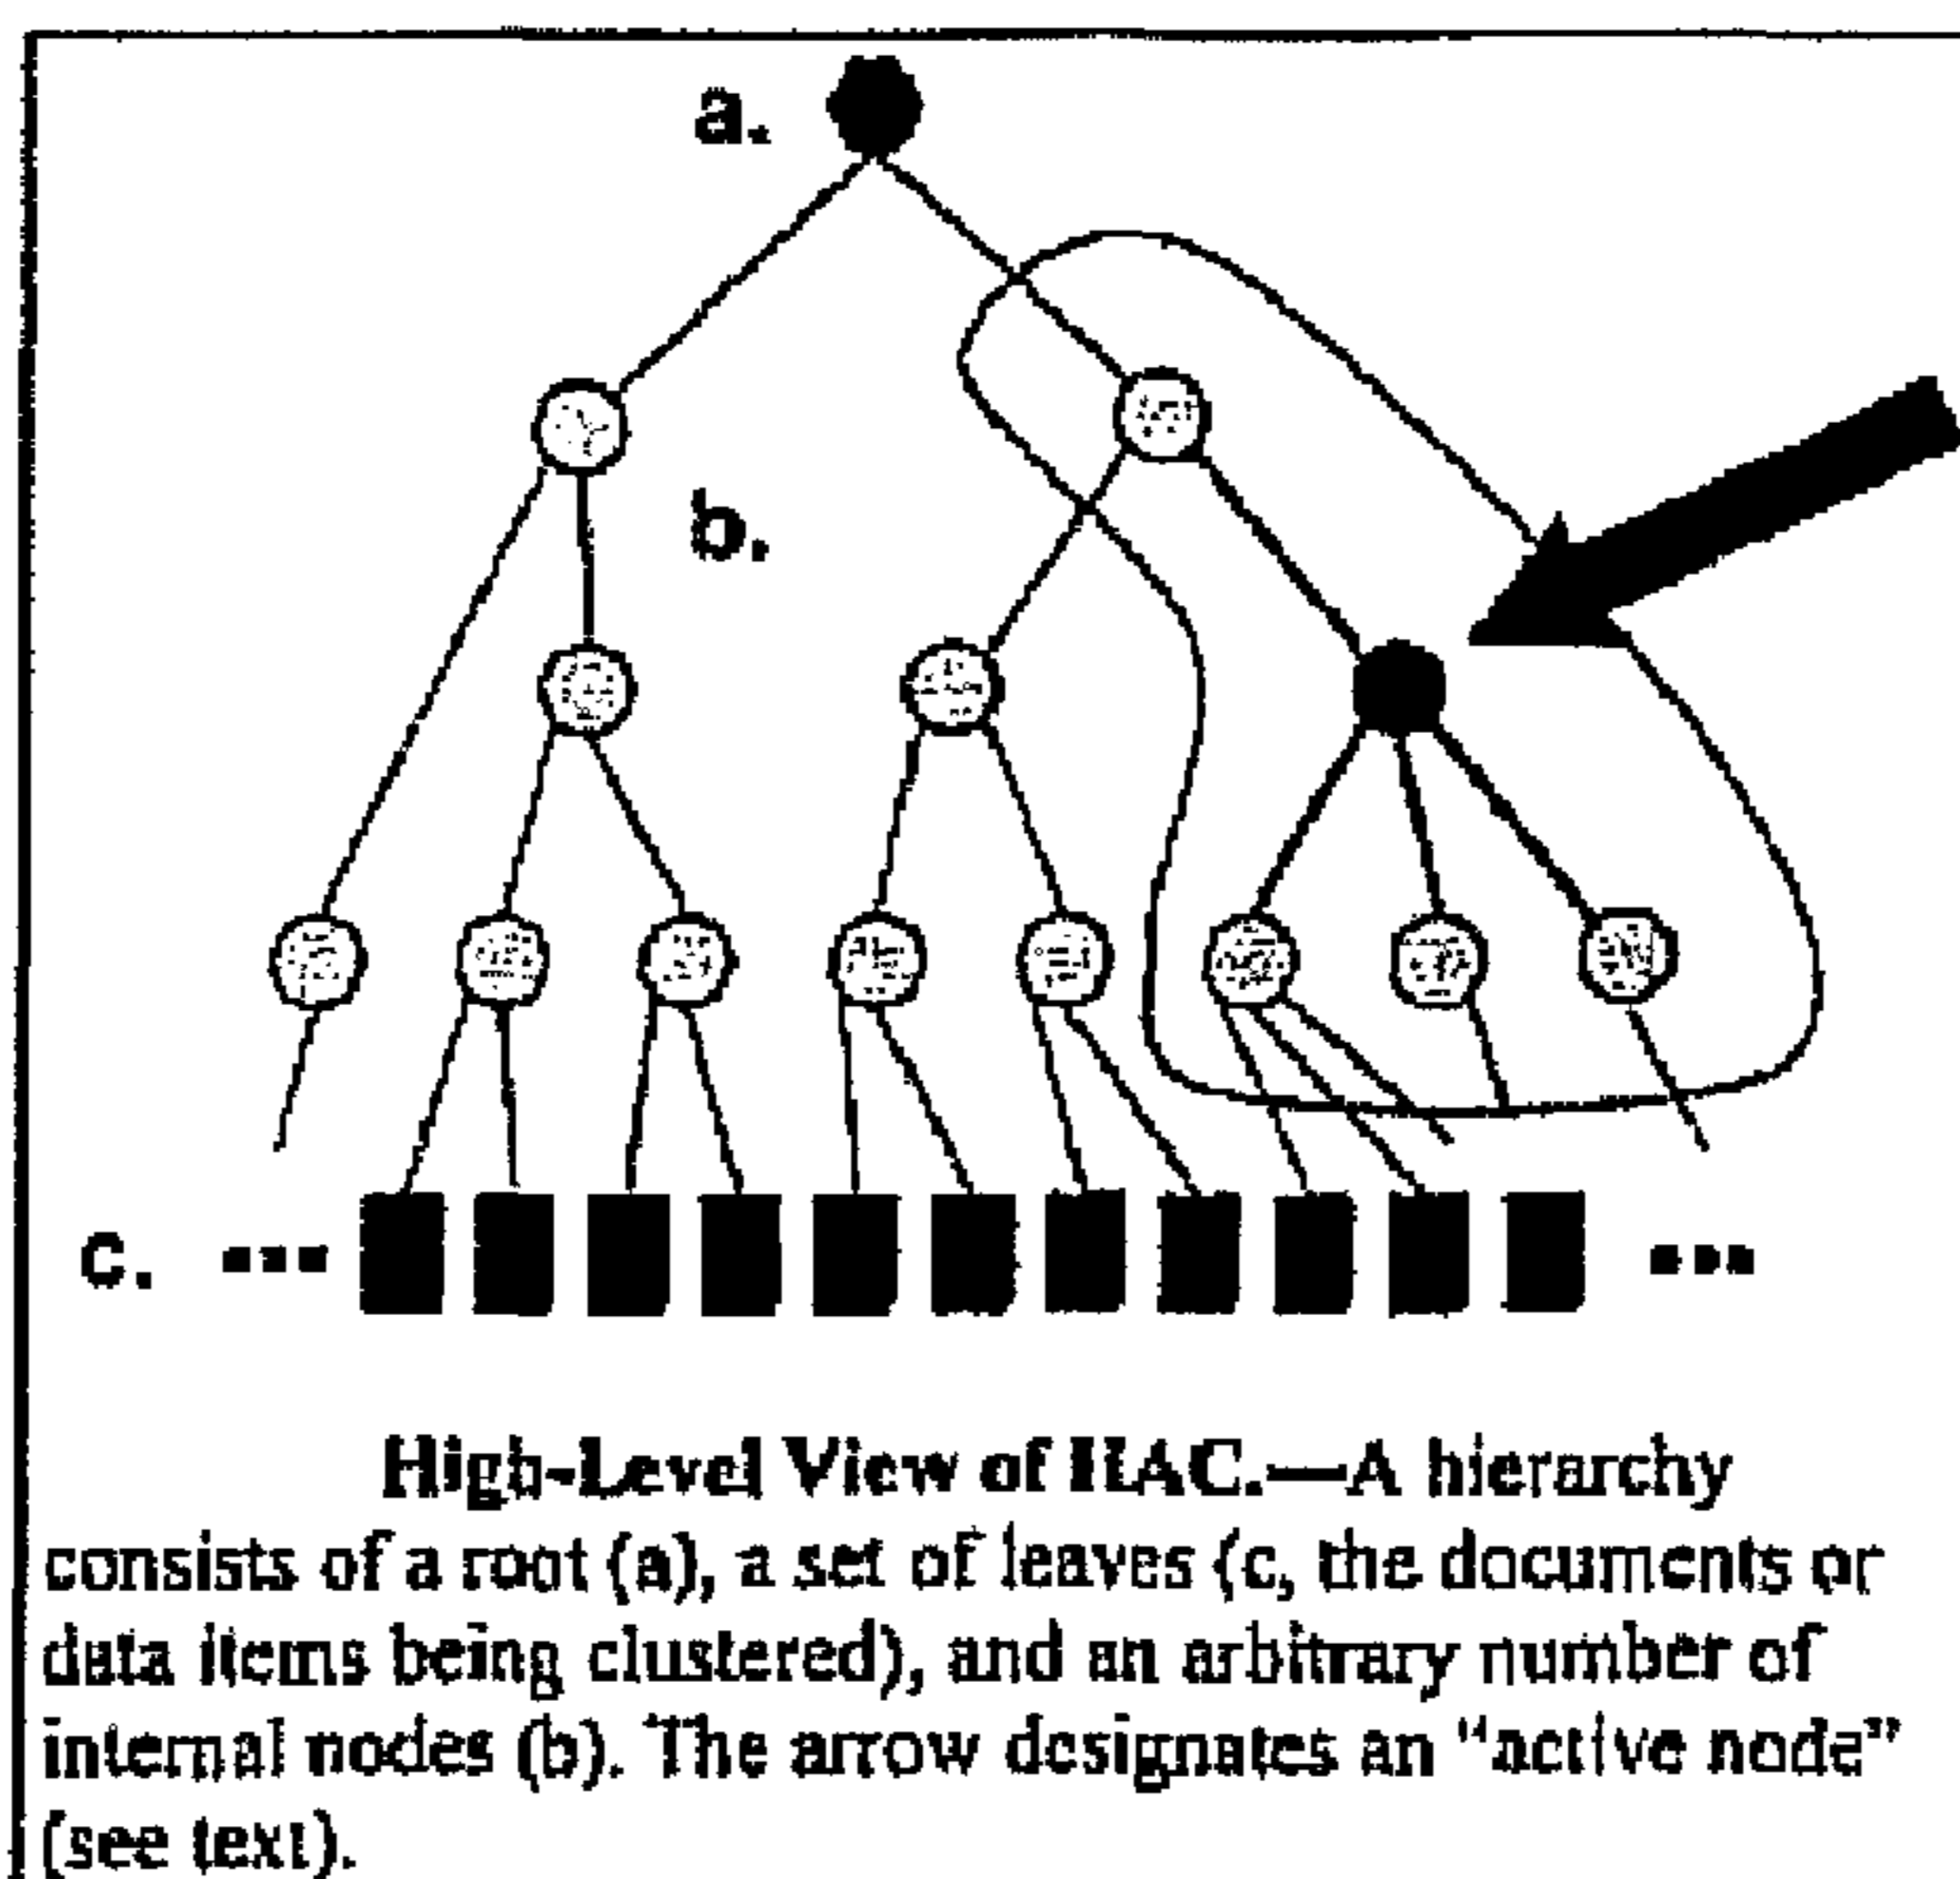 a.
b.
c. ... ...
High-Level View of HAC.—A hierarchy
consists of a root (a), a set of leaves (c, the documents or
data items being clustered), and an arbitrary number of
internal nodes (b). The arrow designates an "active node"
(see text).